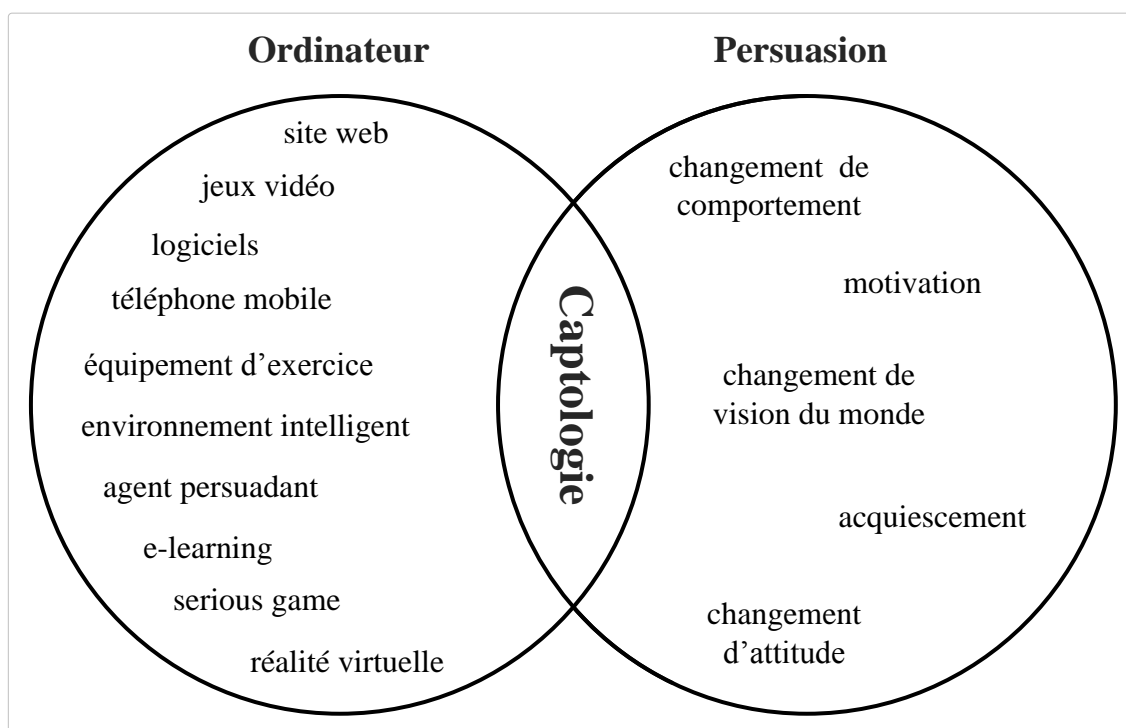 Ordinateur
Persuasion
site web
jeux vidéo
logiciels
téléphone mobile
équipement d’exercice
environnement intelligent
agent persuadant
e-learning
serious game
réalité virtuelle
Captologie
changement de
comportement
motivation
changement de
vision du monde
acquiescement
changement
d’attitude